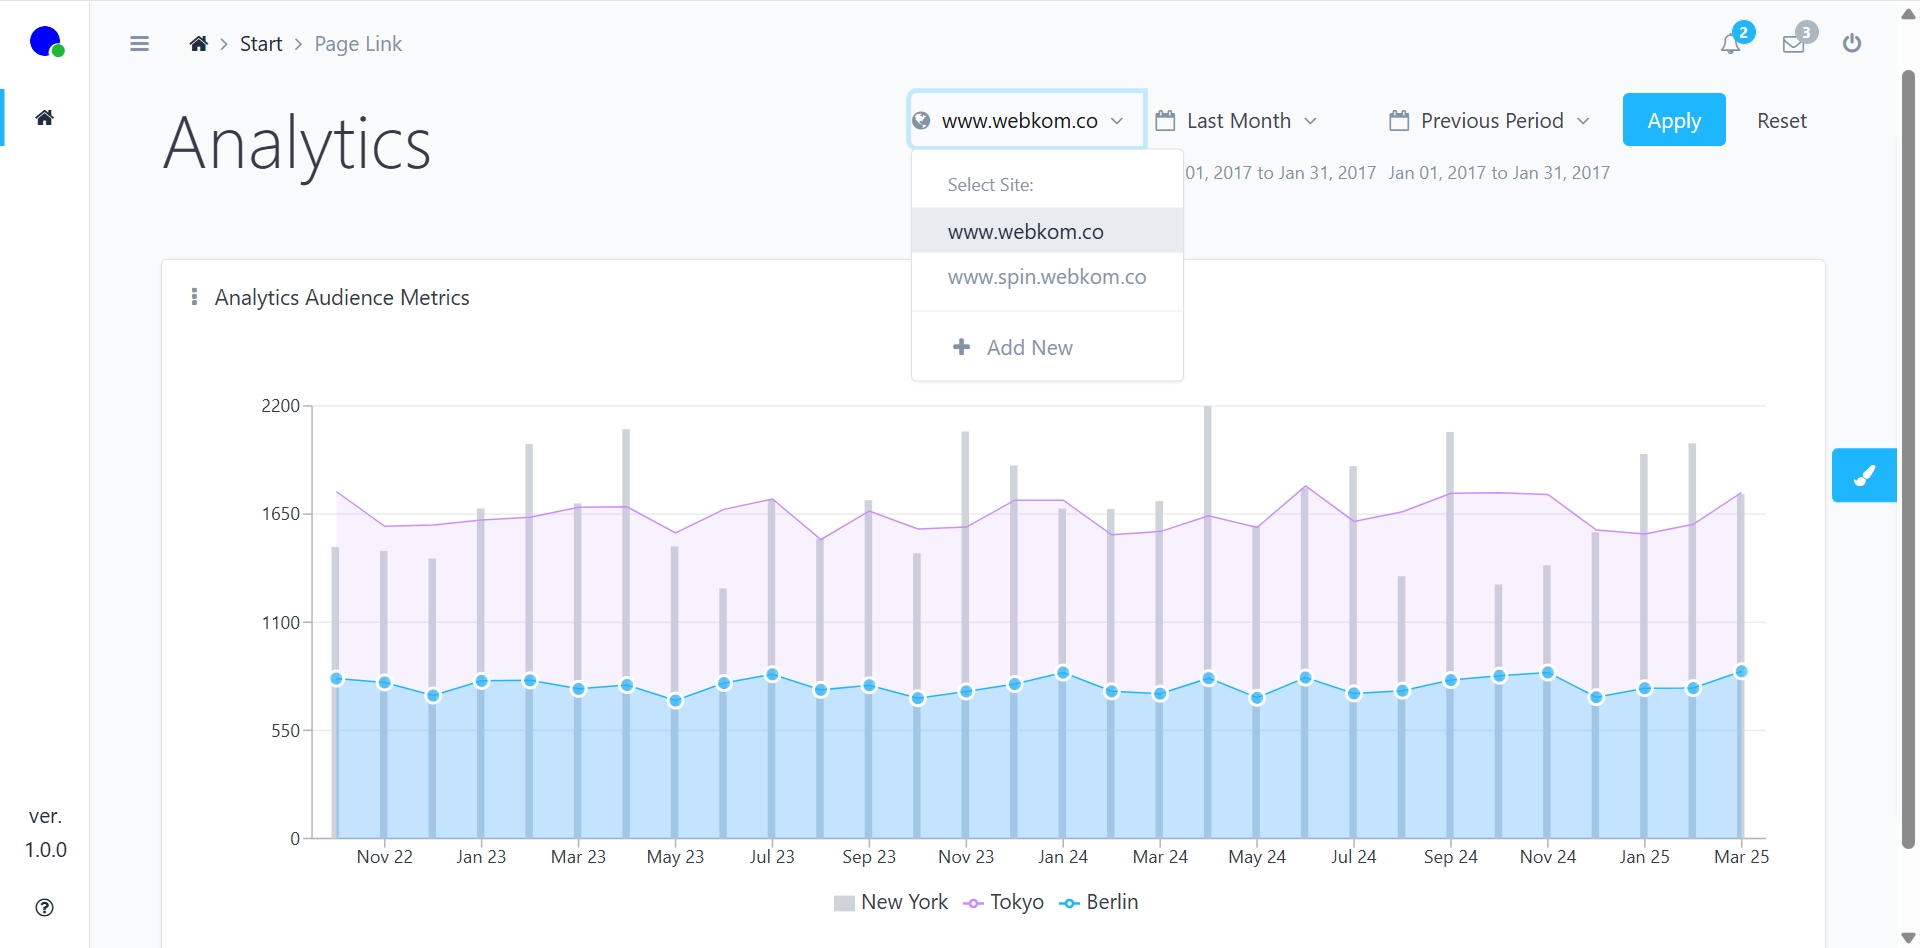 Start
Page Link
2
3
Analytics
www.webkom.co
Last Month
Previous Period
Apply
Reset
01, 2017 to Jan 31, 2017
Jan 01, 2017 to Jan 31, 2017
Select Site:
www.webkom.co
www.spin.webkom.co
Add New
Analytics Audience Metrics
2200
1650
1100
550
0
Nov 22
Jan 23
Mar 23
May 23
Jul 23
Sep 23
Nov 23
Jan 24
Mar 24
May 24
Jul 24
Sep 24
Nov 24
Jan 25
Mar 25
New York
Tokyo
Berlin
ver.
1.0.0